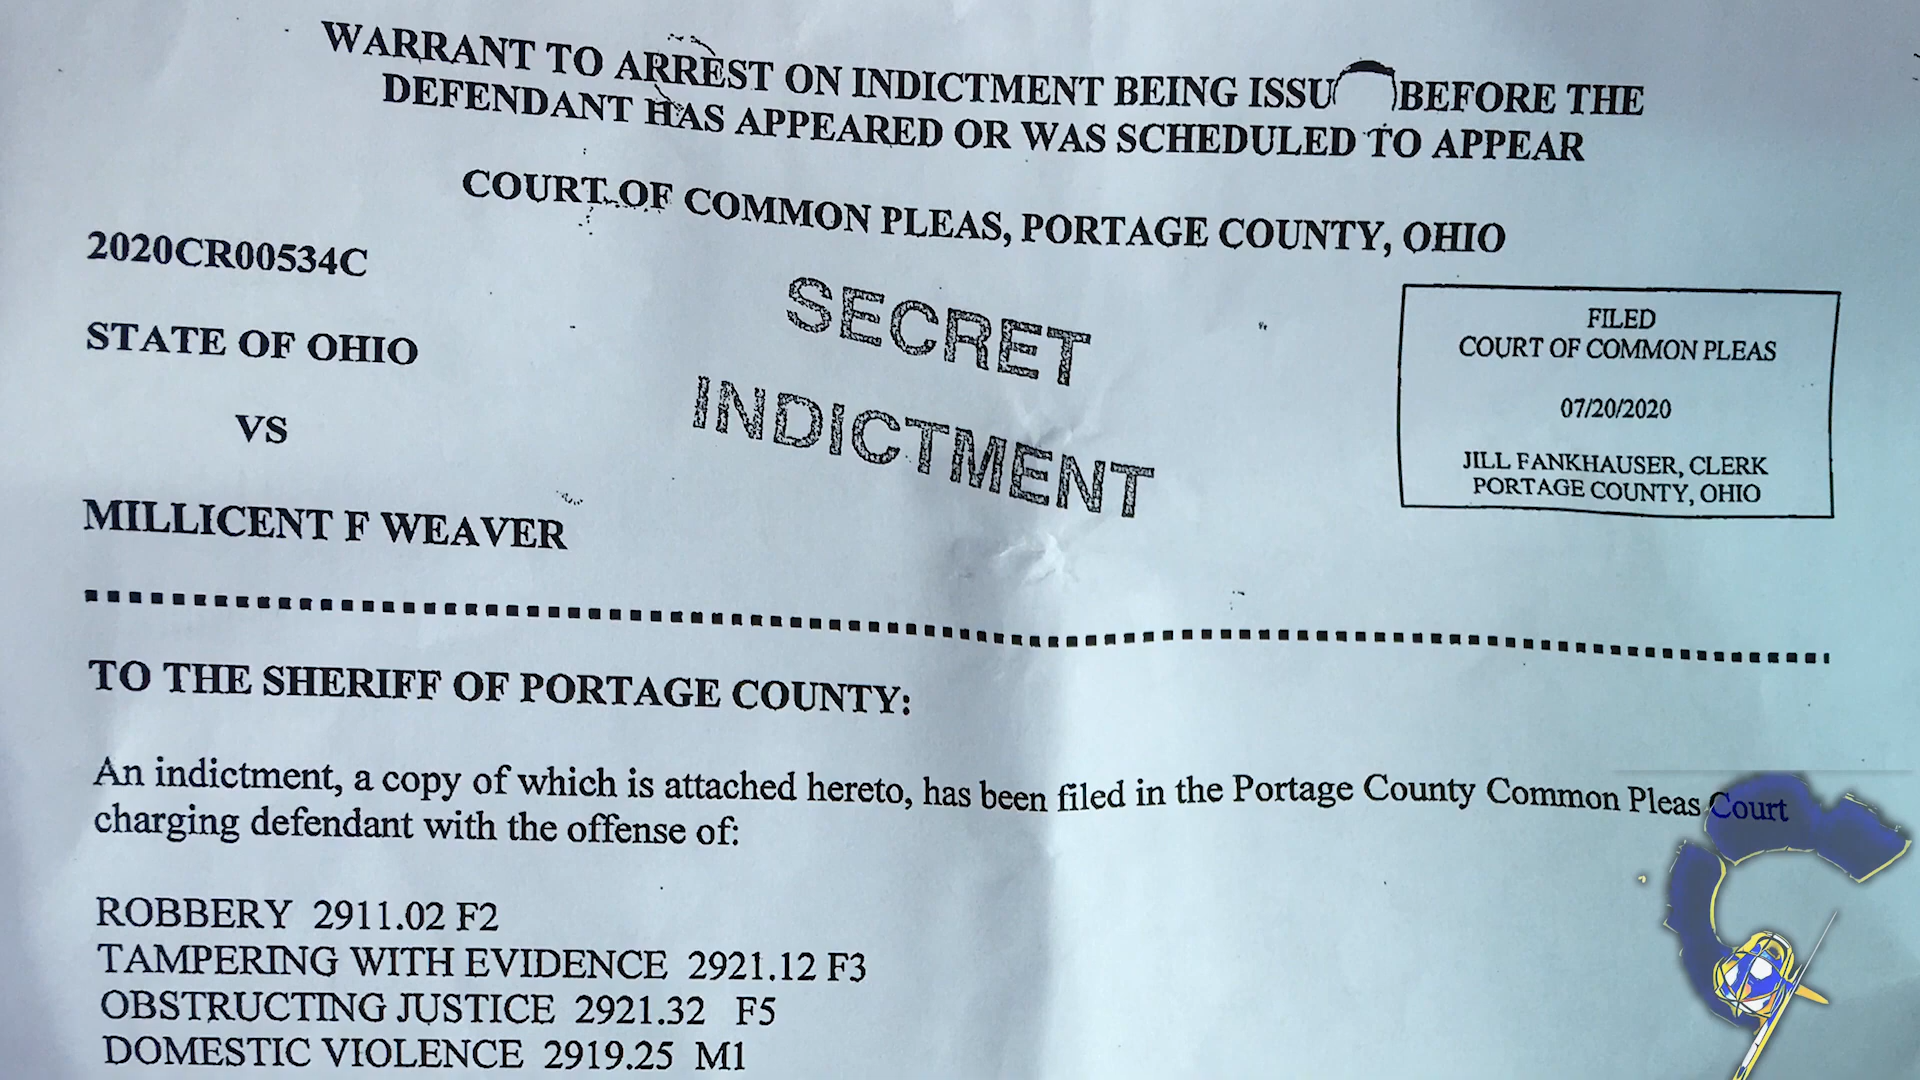 WARRANT TO ARREST ON INDICTMENT BEING ISSU BEFORE THE
DEFENDANT HAS APPEARED OR WAS SCHEDULED TO APPEAR
COURT OF COMMON PLEAS, PORTAGE COUNTY, OHIO
2020CR00534C
STATE OF OHIO
VS
MILLICENT F WEAVER
SECRET
INDICTMENT
FILED
COURT OF COMMON PLEAS
07/20/2020
JILL FANKHAUSER, CLERK
PORTAGE COUNTY, OHIO
TO THE SHERIFF OF PORTAGE COUNTY:
An indictment, a copy of which is attached hereto, has been filed in the Portage County Common Pleas Court
charging defendant with the offense of:
ROBBERY 2911.02 F2
TAMPERING WITH EVIDENCE 2921.12 F3
OBSTRUCTING JUSTICE 2921.32 F5
DOMESTIC VIOLENCE 2919.25 M1